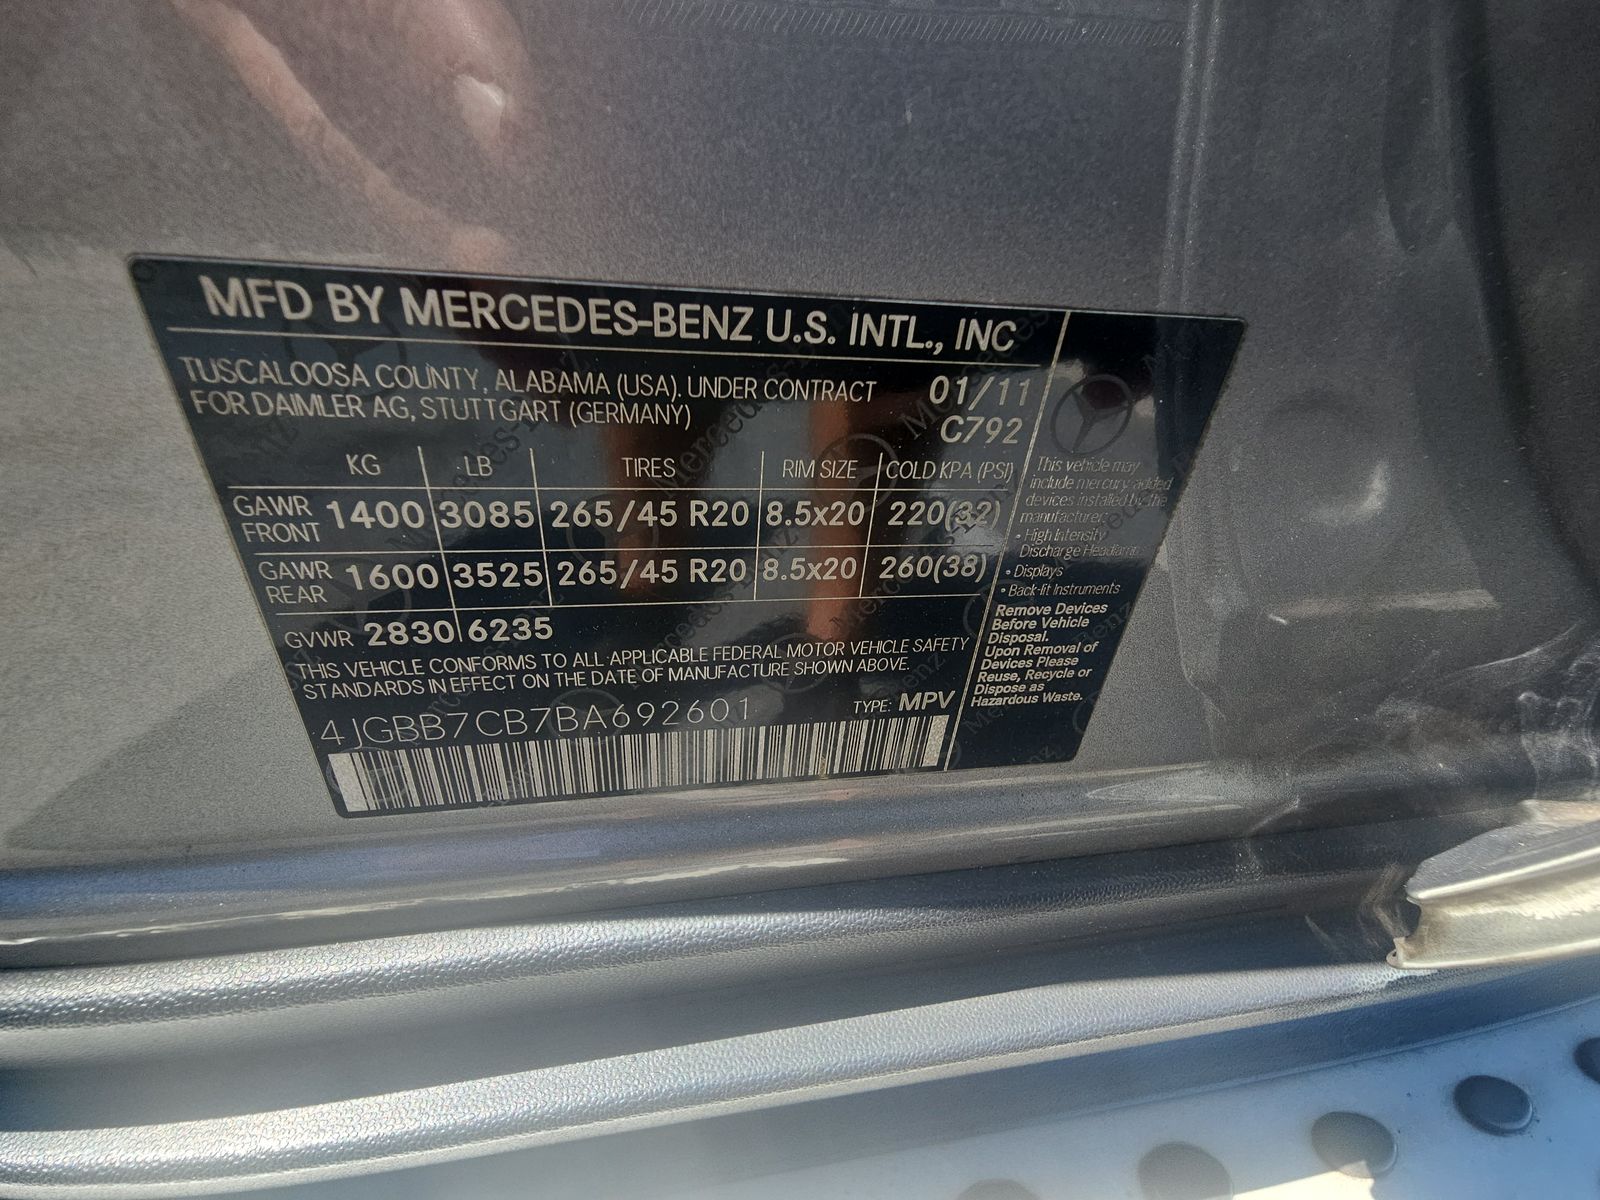 MFD BY MERCEDES-BENZ U.S. INTL., INC
TUSCALOOSA COUNTY, ALABAMA (USA). UNDER CONTRACT
FOR DAIMLER AG, STUTTGART (GERMANY)
01/11
C792
KG LB TIRES RIM SIZE COLD KPA (PSI)
GAWR FRONT 1400 3085 265/45 R20 8.5x20 220(32)
GAWR REAR 1600 3525 265/45 R20 8.5x20 260(38)
GVWR 2830 6235
THIS VEHICLE CONFORMS TO ALL APPLICABLE FEDERAL MOTOR VEHICLE SAFETY
STANDARDS IN EFFECT ON THE DATE OF MANUFACTURE SHOWN ABOVE.
4JGBB7CB7BA692601 TYPE: MPV
This vehicle may
include mercury added
devices installed by the
manufacturer:
• High Intensity
Discharge Headlamp
• Displays
• Back-lit Instruments
Remove Devices
Before Vehicle
Disposal.
Upon Removal of
Devices Please
Reuse, Recycle or
Dispose as
Hazardous Waste.